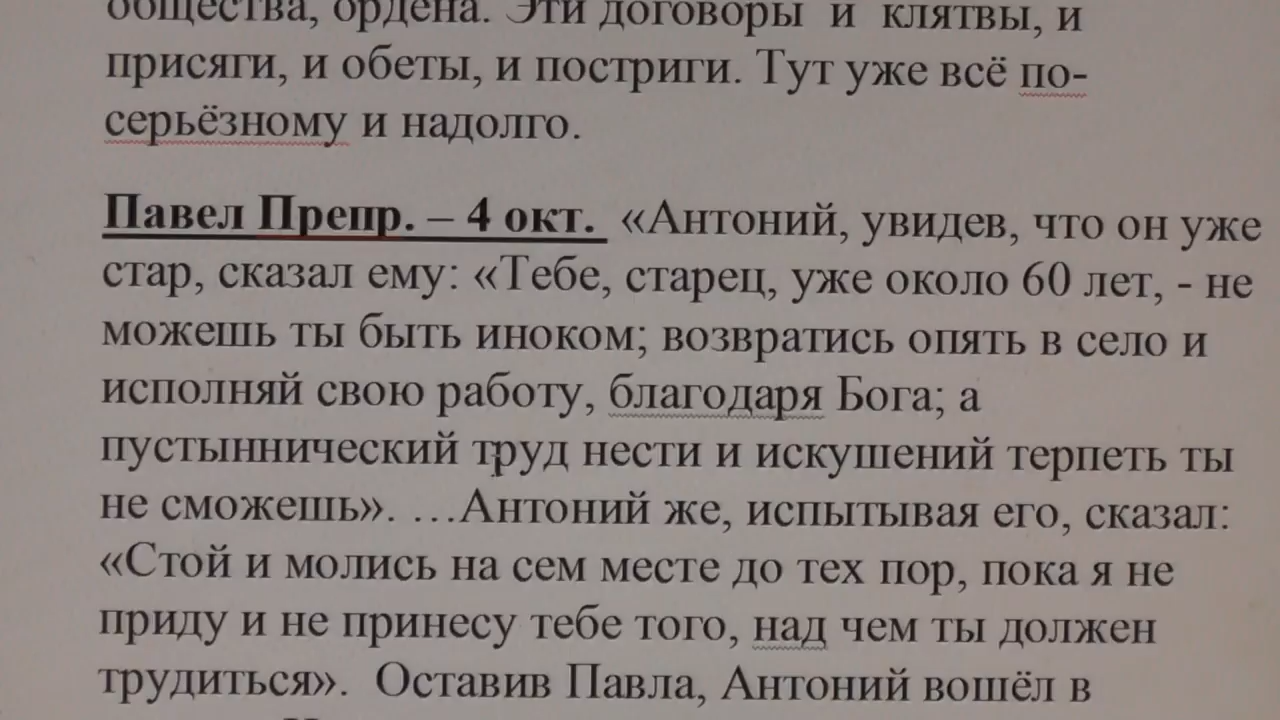 общества, ордена. Эти договоры и клятвы, и
присяги, и обеты, и постриги. Тут уже всё по-
серьёзному и надолго.
Павел Препр. – 4 окт. «Антоний, увидев, что он уже
стар, сказал ему: «Тебе, старец, уже около 60 лет, - не
можешь ты быть иноком; возвратись опять в село и
исполняй свою работу, благодаря Бога; а
пустыннический труд нести и искушений терпеть ты
не сможешь». …Антоний же, испытывая его, сказал:
«Стой и молись на сем месте до тех пор, пока я не
приду и не принесу тебе того, над чем ты должен
трудиться». Оставив Павла, Антоний вошёл в